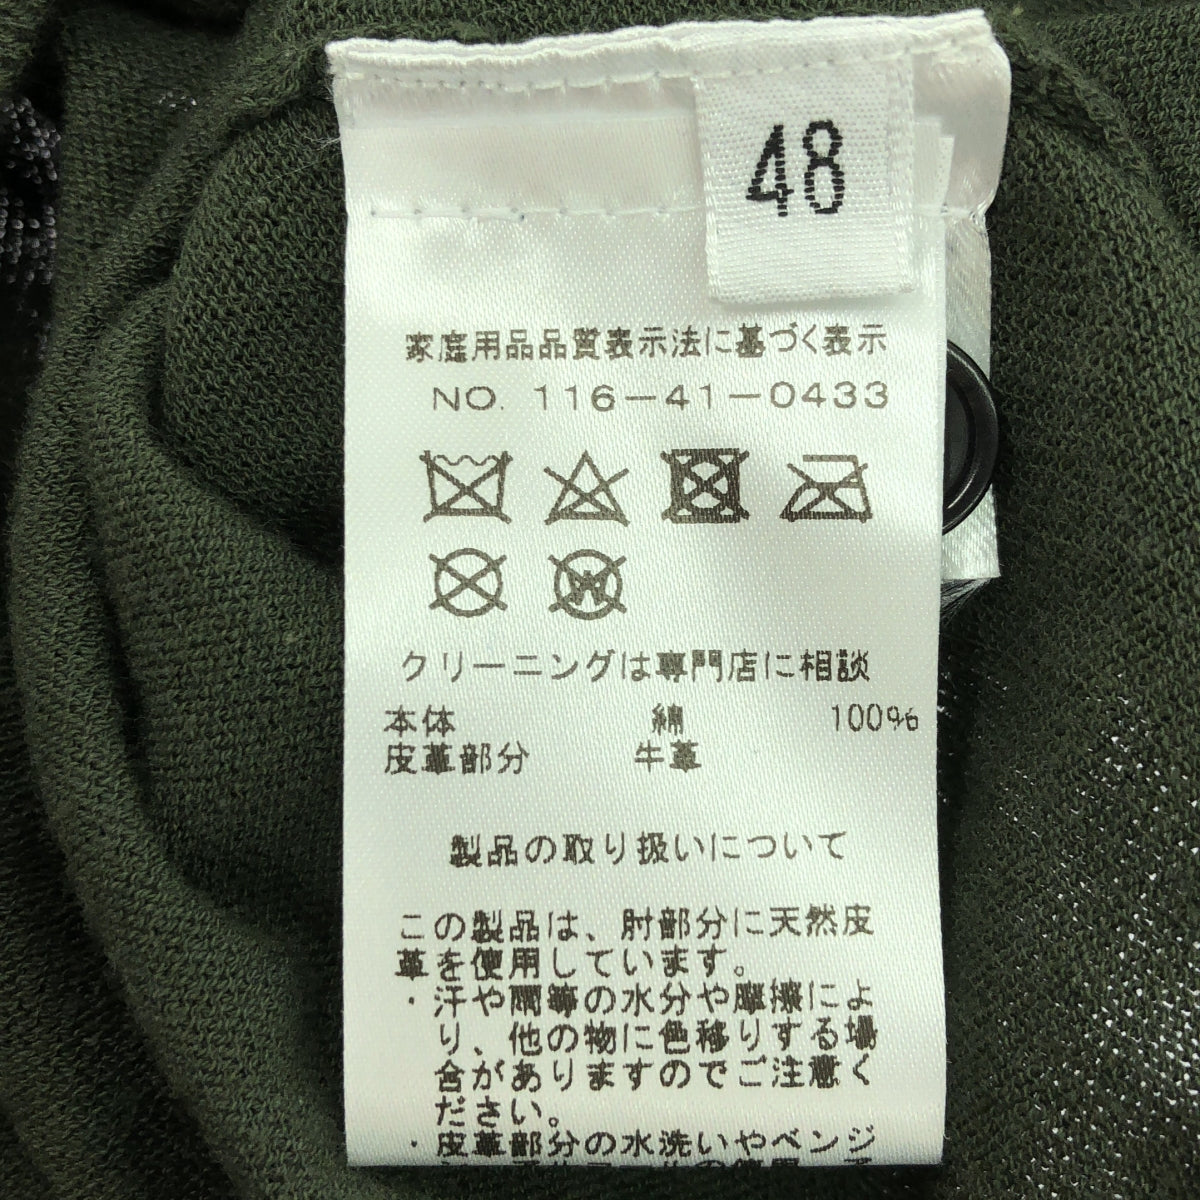 48
家庭用品品質表示法に基づく表示
NO. 116-41-0433
クリーニングは専門店に相談
本体 綿 100%
皮革部分 牛革
製品の取り扱いについて
この製品は、肘部分に天然皮
革を使用しています。
・汗や雨等の水分や摩擦によ
り、他の物に色移りする場
合がありますのでご注意く
ださい。
・皮革部分の水洗いやベンジ